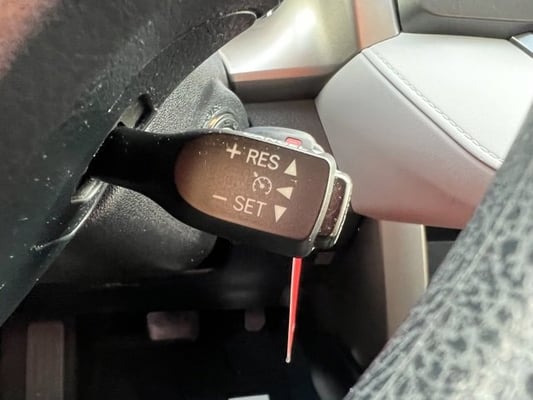 + RES ▲
◀
− SET ▼